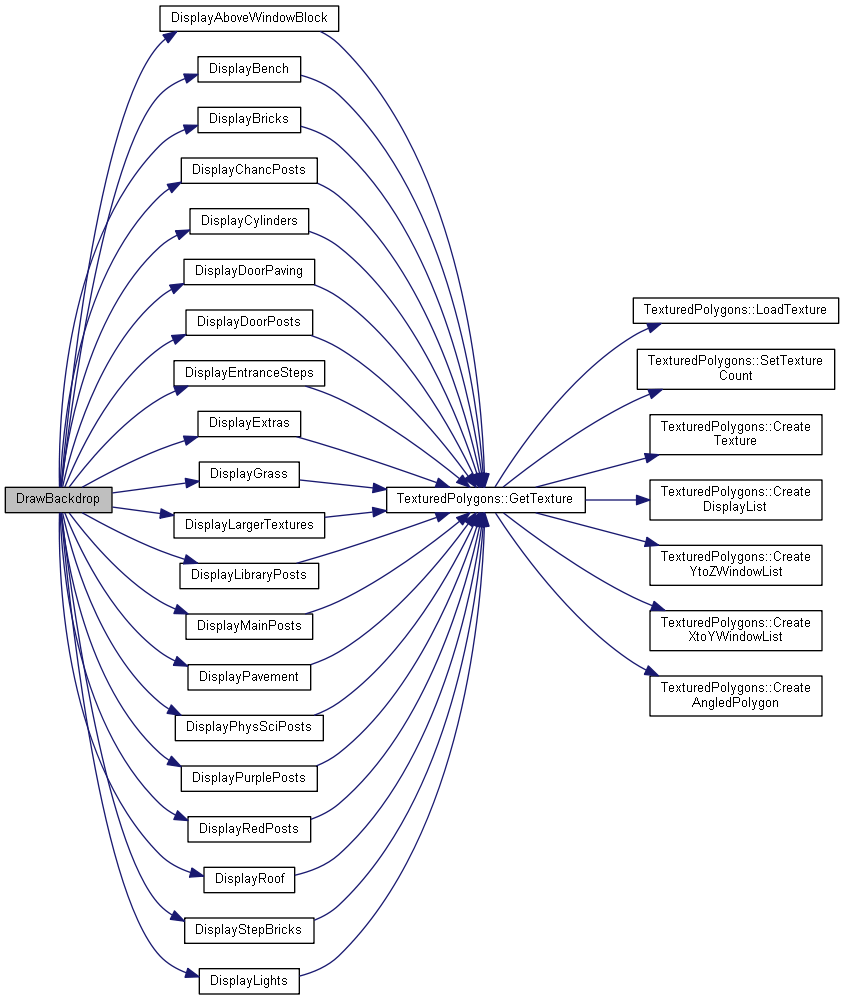 DrawBackdrop
DisplayAboveWindowBlock
DisplayBench
DisplayBricks
DisplayChancPosts
DisplayCylinders
DisplayDoorPaving
DisplayDoorPosts
DisplayEntranceSteps
DisplayExtras
DisplayGrass
DisplayLargerTextures
DisplayLibraryPosts
DisplayMainPosts
DisplayPavement
DisplayPhysSciPosts
DisplayPurplePosts
DisplayRedPosts
DisplayRoof
DisplayStepBricks
DisplayLights
TexturedPolygons::GetTexture
TexturedPolygons::LoadTexture
TexturedPolygons::SetTexture
Count
TexturedPolygons::Create
Texture
TexturedPolygons::Create
DisplayList
TexturedPolygons::Create
YtoZWindowList
TexturedPolygons::Create
XtoYWindowList
TexturedPolygons::Create
AngledPolygon